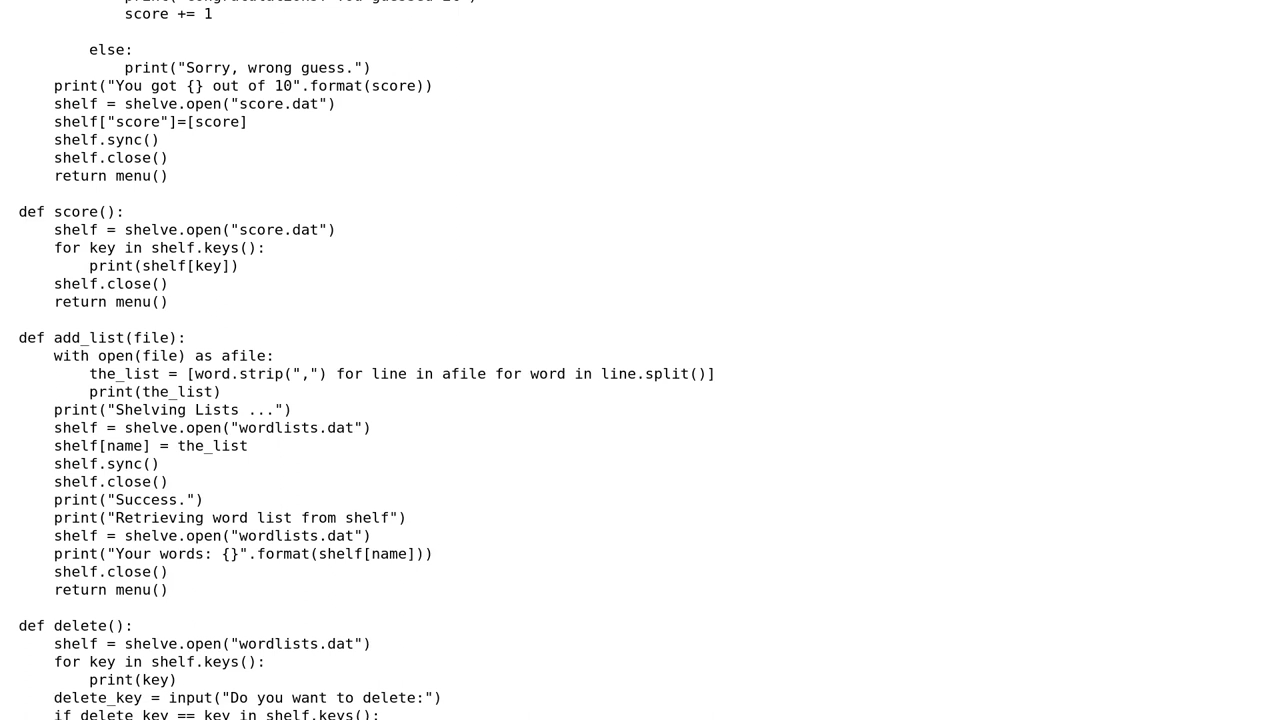 score += 1
else:
print("Sorry, wrong guess.")
print("You got {} out of 10".format(score))
shelf = shelve.open("score.dat")
shelf["score"]=[score]
shelf.sync()
shelf.close()
return menu()
def score():
shelf = shelve.open("score.dat")
for key in shelf.keys():
print(shelf[key])
shelf.close()
return menu()
def add_list(file):
with open(file) as afile:
the_list = [word.strip(",") for line in afile for word in line.split()]
print(the_list)
print("Shelving Lists ...")
shelf = shelve.open("wordlists.dat")
shelf[name] = the_list
shelf.sync()
shelf.close()
print("Success.")
print("Retrieving word list from shelf")
shelf = shelve.open("wordlists.dat")
print("Your words: {}".format(shelf[name]))
shelf.close()
return menu()
def delete():
shelf = shelve.open("wordlists.dat")
for key in shelf.keys():
print(key)
delete_key = input("Do you want to delete:")
if delete_key == key in shelf.keys():